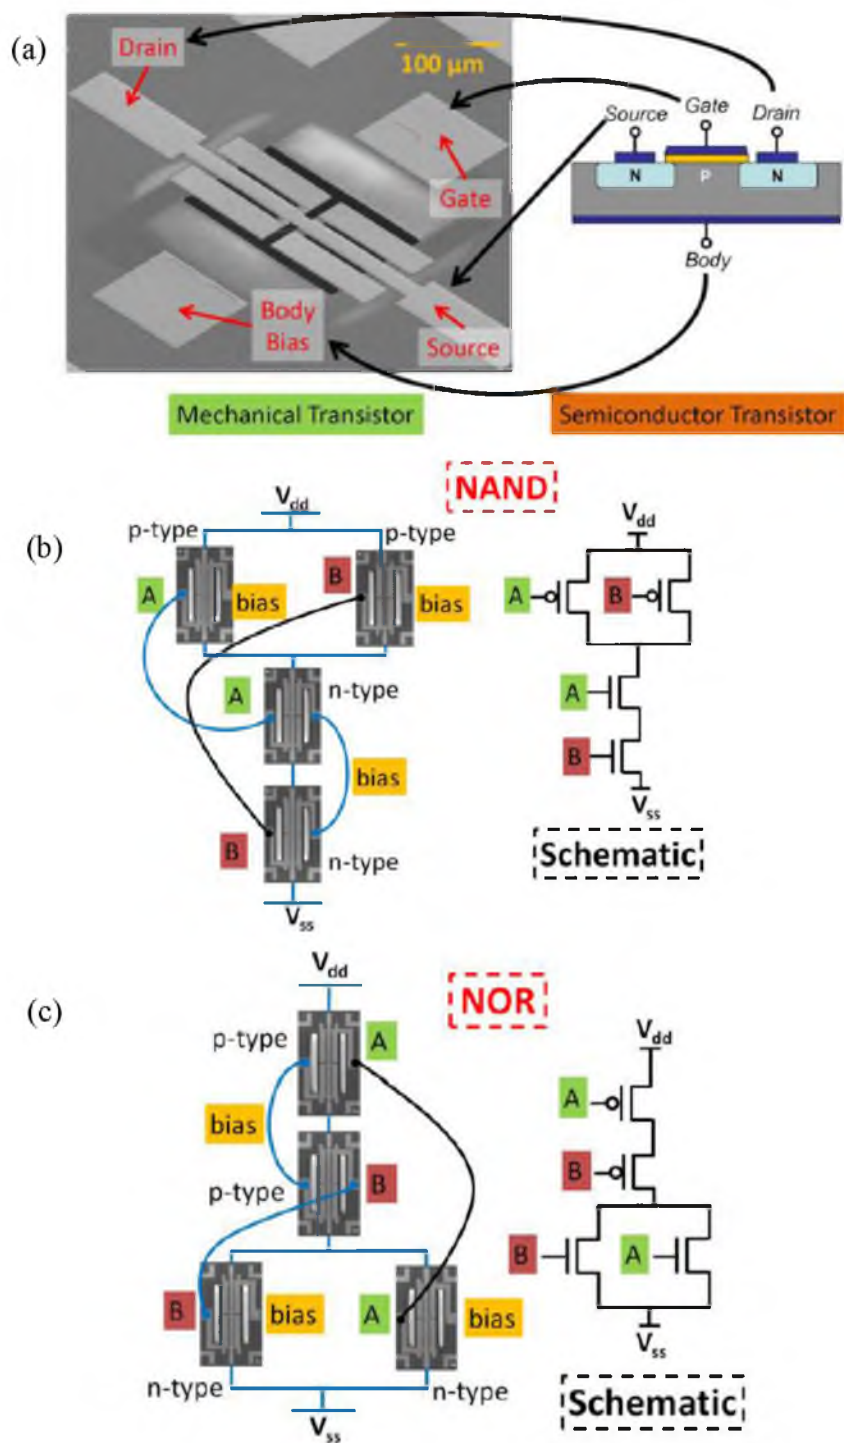 (a)
Drain
100 µm
Gate
Body
Bias
Source
Source
Gate
Drain
N
P
N
Body
Mechanical Transistor
Semiconductor Transistor
NAND
(b)
Vdd
p-type
p-type
A
bias
B
bias
A
n-type
bias
B
n-type
Vss
Vdd
A
B
A
B
Vss
Schematic
NOR
(c)
Vdd
p-type
A
bias
p-type
B
B
bias
A
bias
n-type
n-type
Vss
Vdd
A
B
B
A
Vss
Schematic